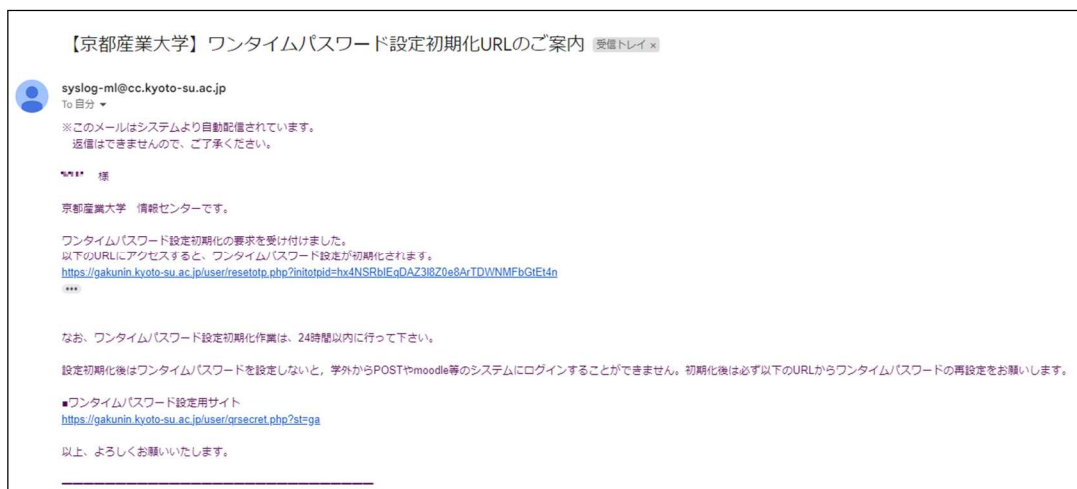 【京都産業大学】ワンタイムパスワード設定初期化URLのご案内 受信トレイ ×
syslog-ml@cc.kyoto-su.ac.jp
To 自分
※このメールはシステムより自動配信されています。
返信はできませんので、ご了承ください。
様
京都産業大学 情報センターです。
ワンタイムパスワード設定初期化の要求を受け付けました。
以下のURLにアクセスすると、ワンタイムパスワード設定が初期化されます。
https://gakunin.kyoto-su.ac.jp/user/resetotp.php?initotpid=hx4NSRbIEqDAZ3I8Z0e8ArTDWNMFbGtEt4n
なお、ワンタイムパスワード設定初期化作業は、24時間以内に行って下さい。
設定初期化後はワンタイムパスワードを設定しないと，学外からPOSTやmoodle等のシステムにログインすることができません。初期化後は必ず以下のURLからワンタイムパスワードの再設定をお願いします。
■ワンタイムパスワード設定用サイト
https://gakunin.kyoto-su.ac.jp/user/qrsecret.php?st=ga
以上、よろしくお願いいたします。